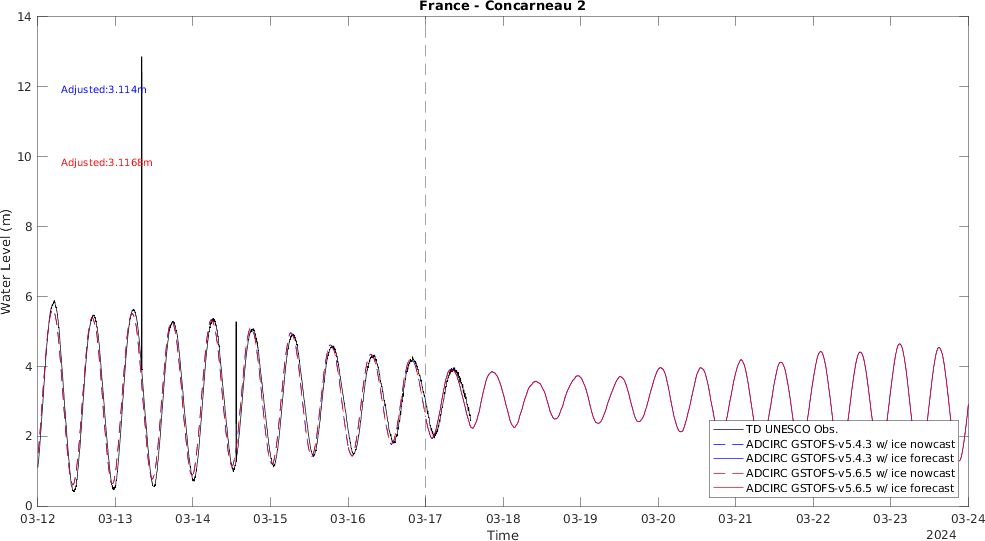 France - Concarneau 2
14
12
10
8
6
4
2
0
Water Level (m)
Adjusted:3.114m
Adjusted:3.1168m
TD UNESCO Obs.
ADCIRC GSTOFS-v5.4.3 w/ ice nowcast
ADCIRC GSTOFS-v5.4.3 w/ ice forecast
ADCIRC GSTOFS-v5.6.5 w/ ice nowcast
ADCIRC GSTOFS-v5.6.5 w/ ice forecast
03-12 03-13 03-14 03-15 03-16 03-17 03-18 03-19 03-20 03-21 03-22 03-23 03-24
Time
2024